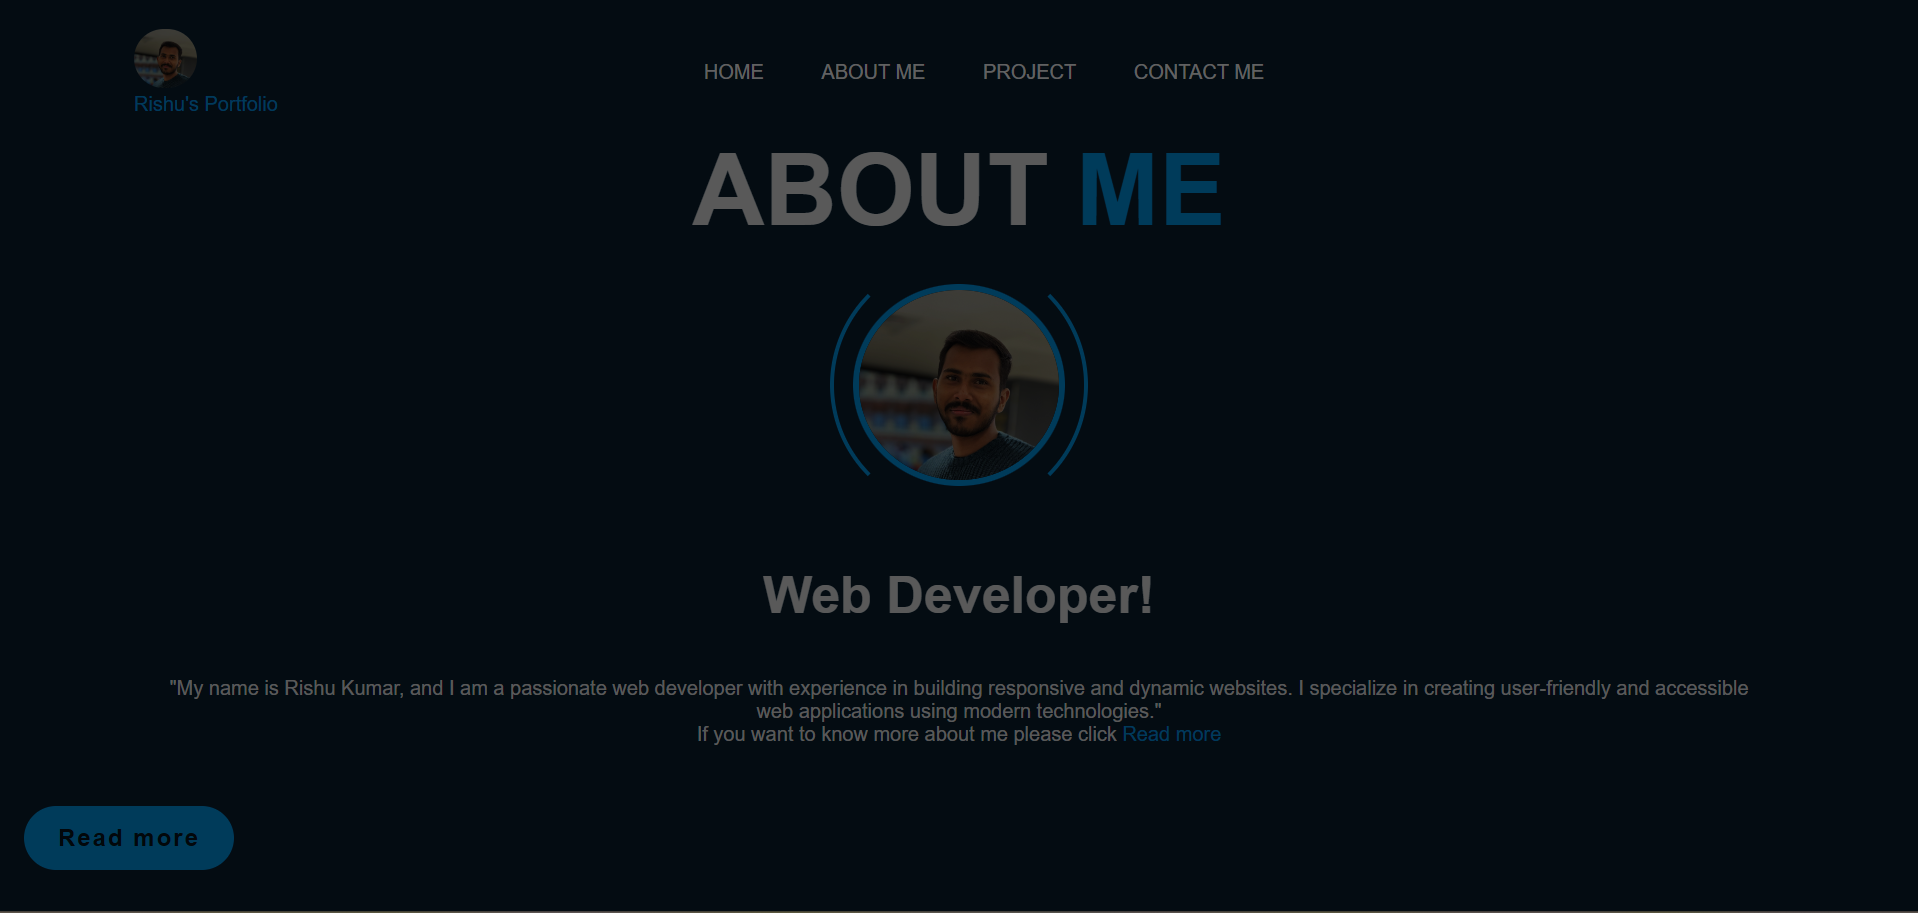 Rishu's Portfolio
HOME ABOUT ME PROJECT CONTACT ME
ABOUT ME
Web Developer!
"My name is Rishu Kumar, and I am a passionate web developer with experience in building responsive and dynamic websites. I specialize in creating user-friendly and accessible
web applications using modern technologies."
If you want to know more about me please click Read more
Read more